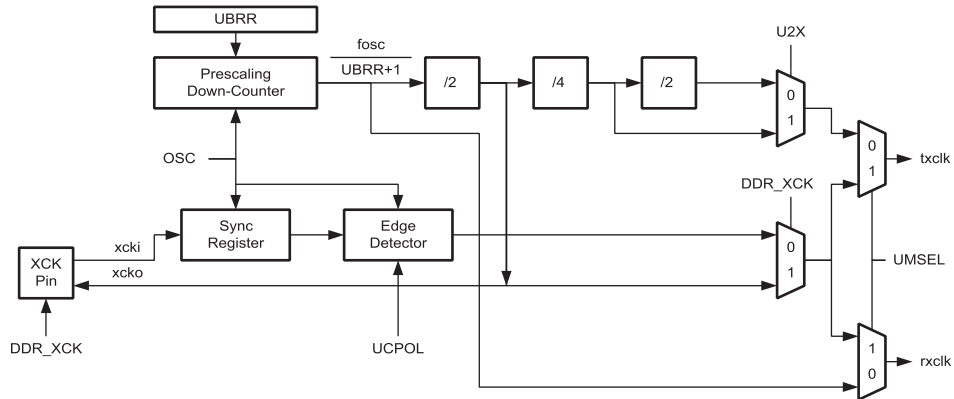 UBRR
fosc
UBRR+1
U2X
Prescaling
Down-Counter
/2
/4
/2
0
1
OSC
0
1
txclk
DDR_XCK
Sync
Register
Edge
Detector
xcki
xcko
XCK
Pin
0
1
UMSEL
DDR_XCK
UCPOL
1
0
rxclk